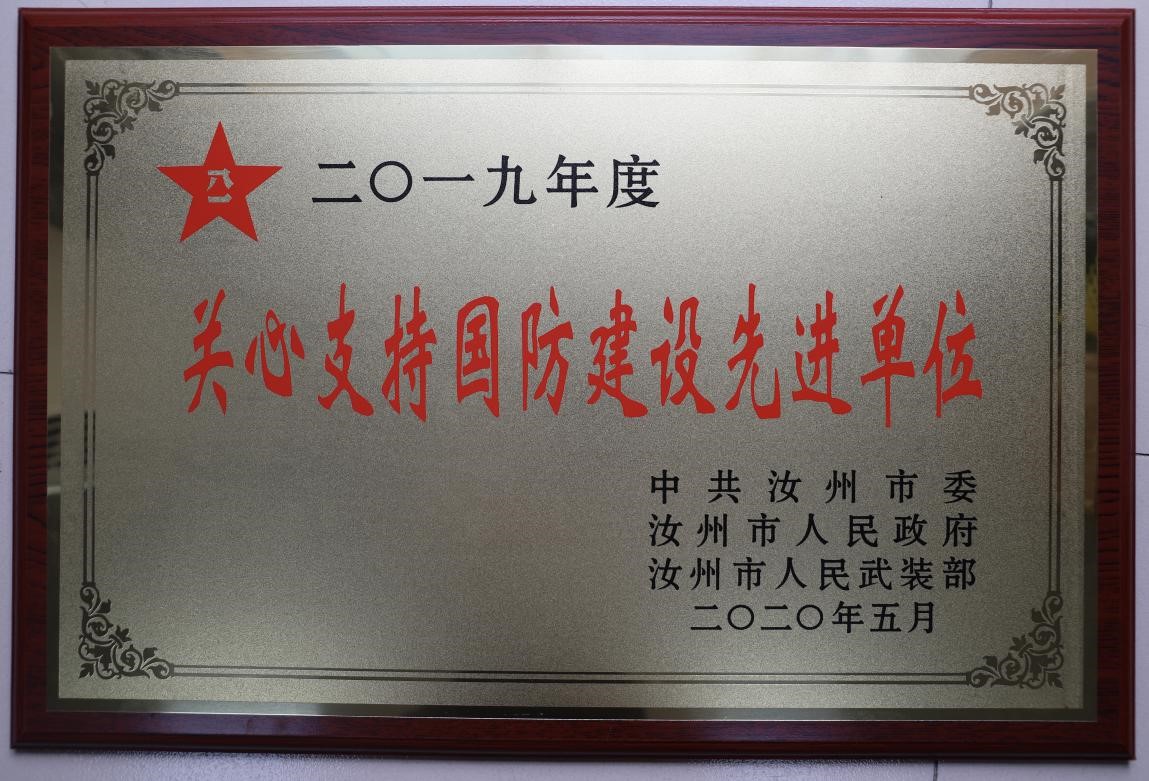 八一
二〇一九年度
关心支持国防建设先进单位
中共汝州市委
汝州市人民政府
汝州市人民武装部
二〇二〇年五月